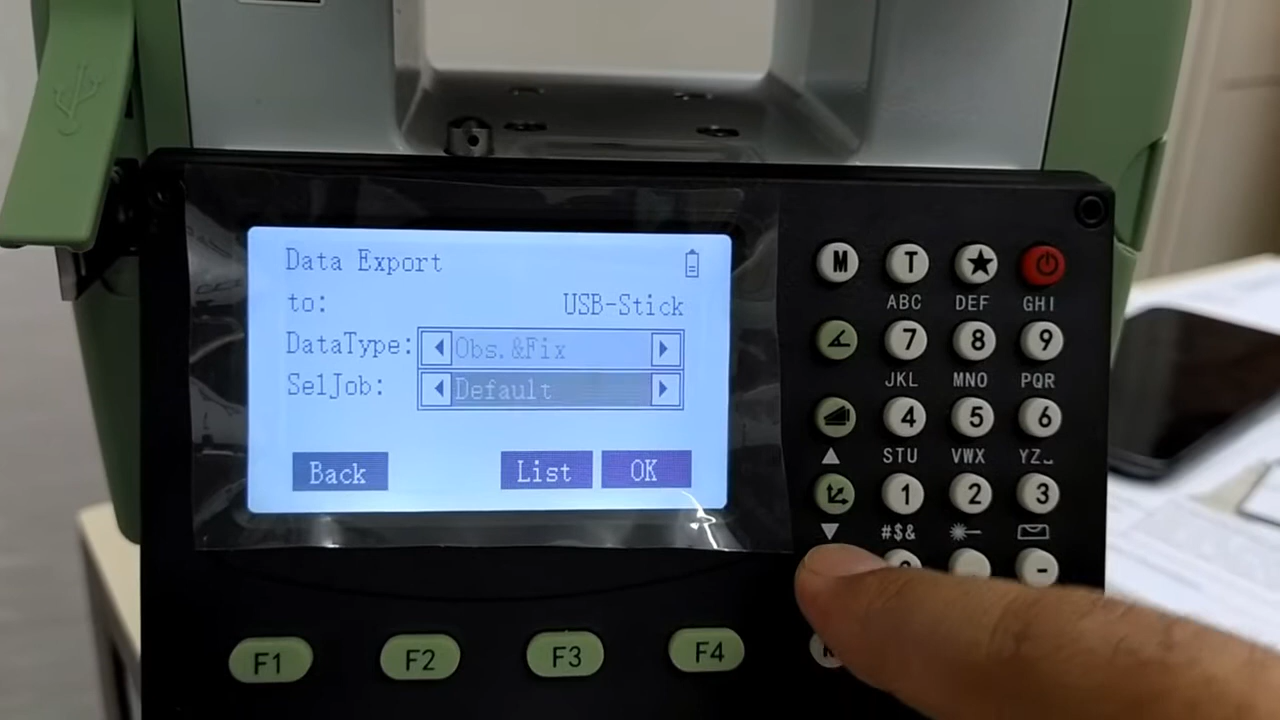 Data Export
to: USB-Stick
DataType: Obs.&Fix
SelJob: Default
Back List OK
M T ★
ABC DEF GHI
7 8 9
JKL MNO PQR
4 5 6
STU VWX YZ
1 2 3
#$&
-
F1 F2 F3 F4